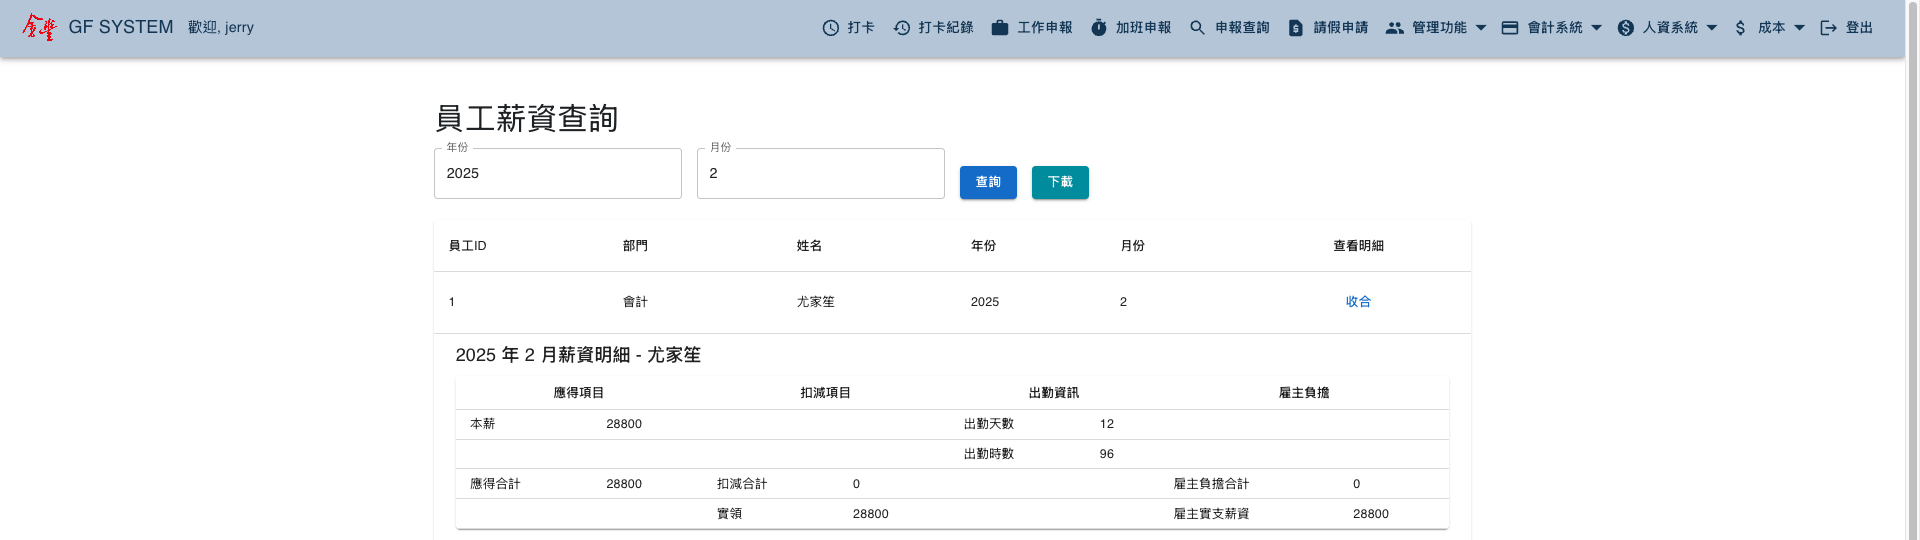 金豐 GF SYSTEM 歡迎, jerry 打卡 打卡紀錄 工作申報 加班申報 申報查詢 請假申請 管理功能 會計系統 人資系統 成本 登出
員工薪資查詢
年份 月份
2025 2 查詢 下載
員工ID 部門 姓名 年份 月份 查看明細
1 會計 尤家笙 2025 2 收合
2025 年 2 月薪資明細 - 尤家笙
應得項目 扣減項目 出勤資訊 雇主負擔
本薪 28800 出勤天數 12
出勤時數 96
應得合計 28800 扣減合計 0 雇主負擔合計 0
實領 28800 雇主實支薪資 28800